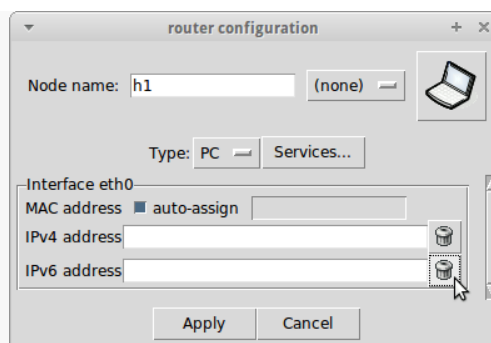 router configuration
Node name: h1 (none)
Type: PC Services...
Interface eth0
MAC address auto-assign
IPv4 address
IPv6 address
Apply Cancel